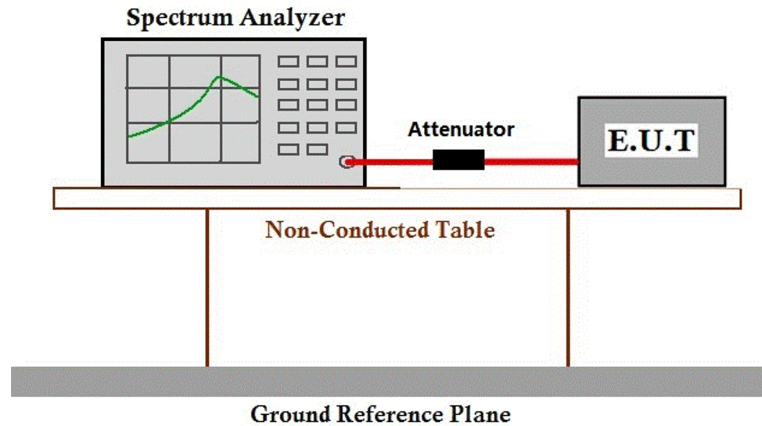 Spectrum Analyzer
Attenuator
E.U.T
Non-Conducted Table
Ground Reference Plane